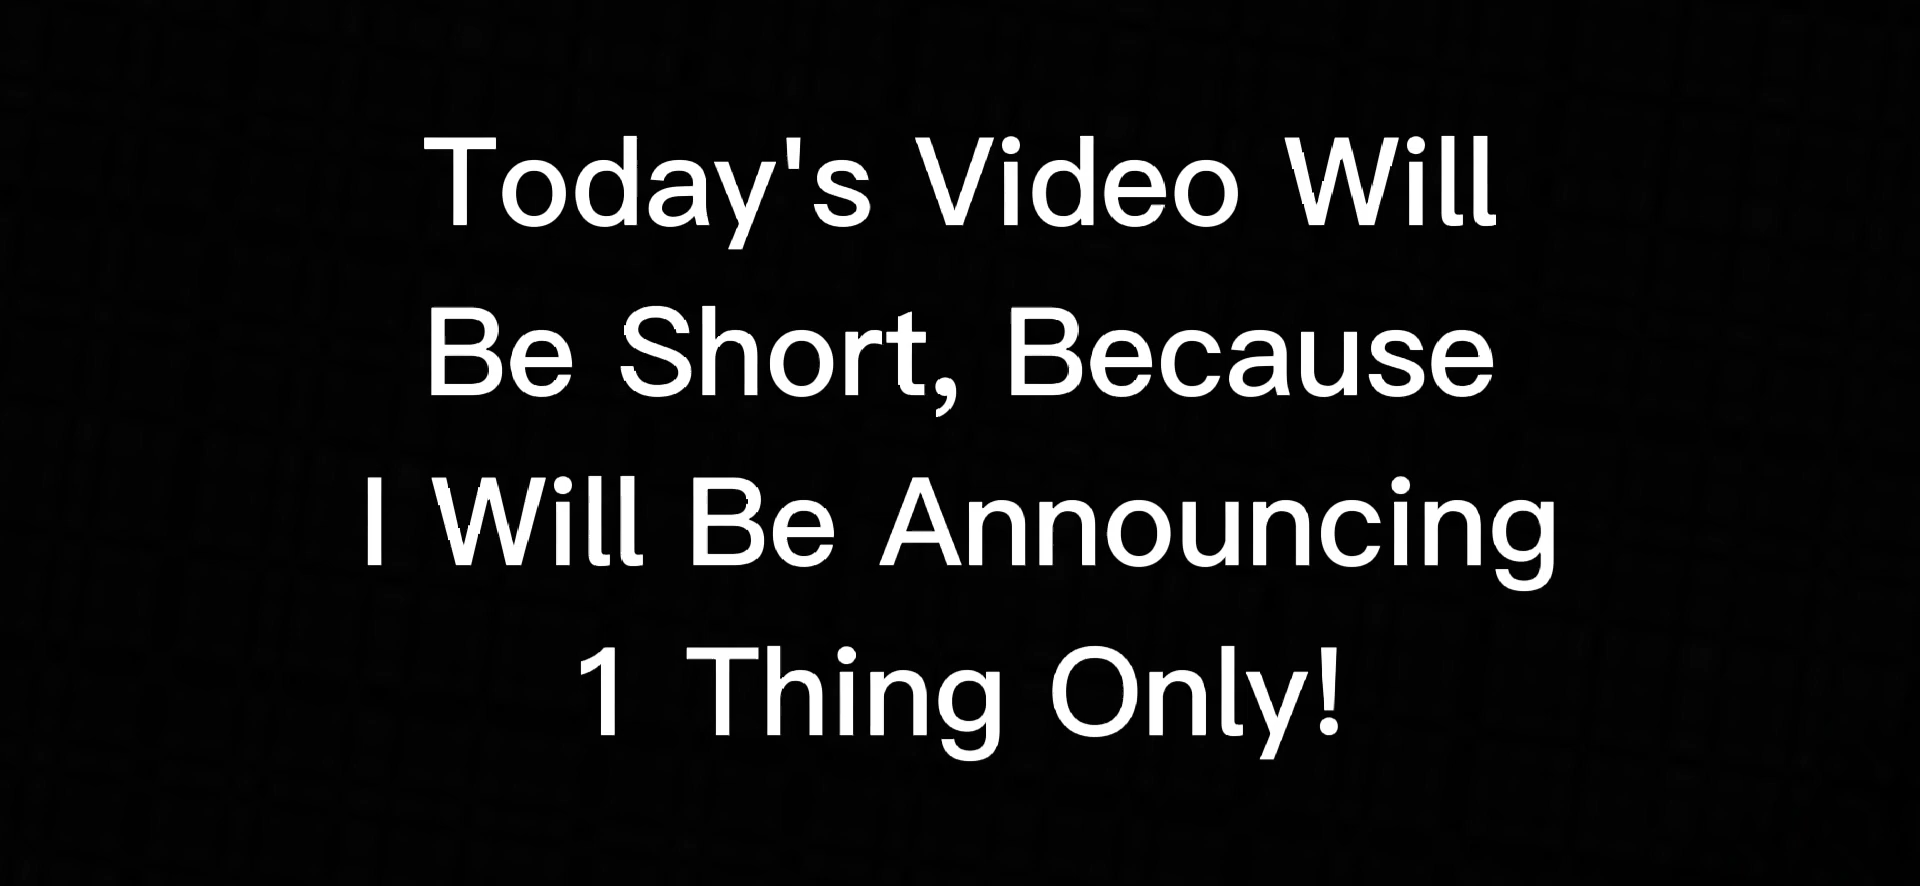 Today's Video Will
Be Short, Because
I Will Be Announcing
1 Thing Only!